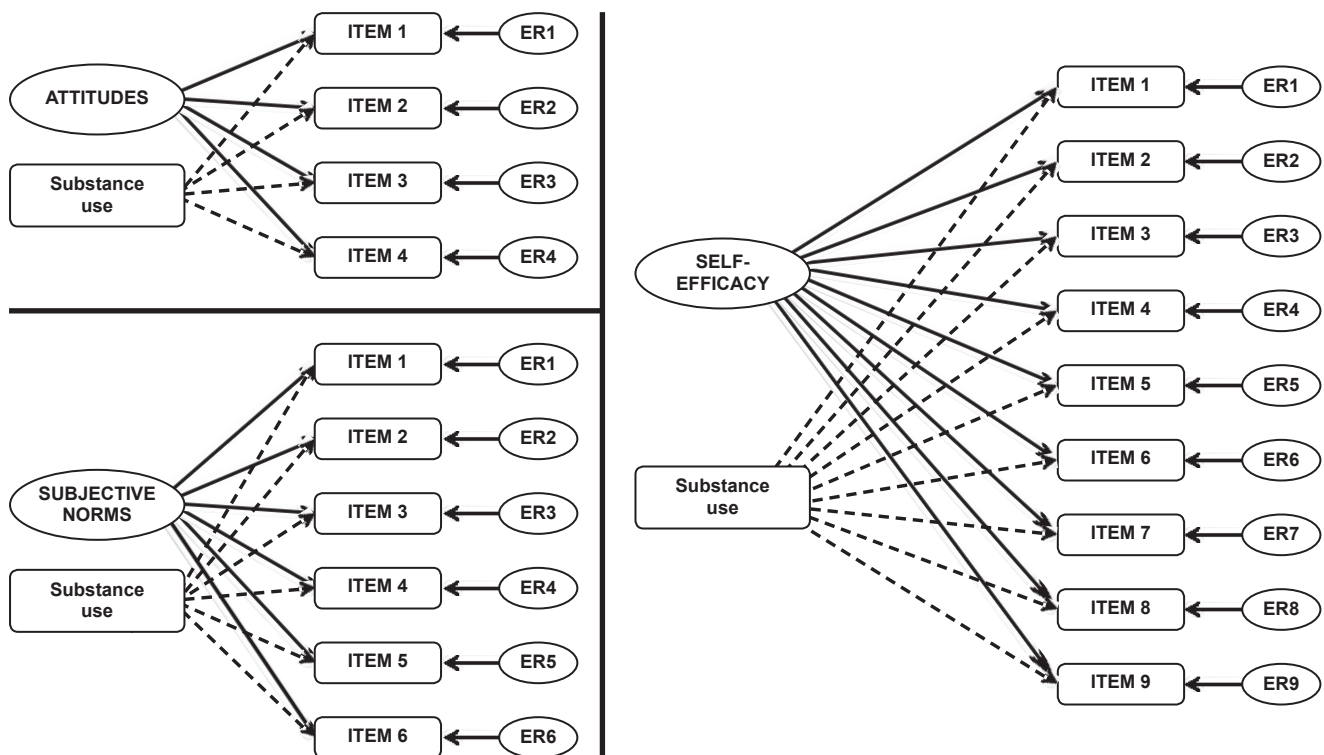 ATTITUDES
Substance
use
ITEM 1
ER1
ITEM 2
ER2
ITEM 3
ER3
ITEM 4
ER4
SUBJECTIVE
NORMS
Substance
use
ITEM 1
ER1
ITEM 2
ER2
ITEM 3
ER3
ITEM 4
ER4
ITEM 5
ER5
ITEM 6
ER6
SELF-
EFFICACY
Substance
use
ITEM 1
ER1
ITEM 2
ER2
ITEM 3
ER3
ITEM 4
ER4
ITEM 5
ER5
ITEM 6
ER6
ITEM 7
ER7
ITEM 8
ER8
ITEM 9
ER9